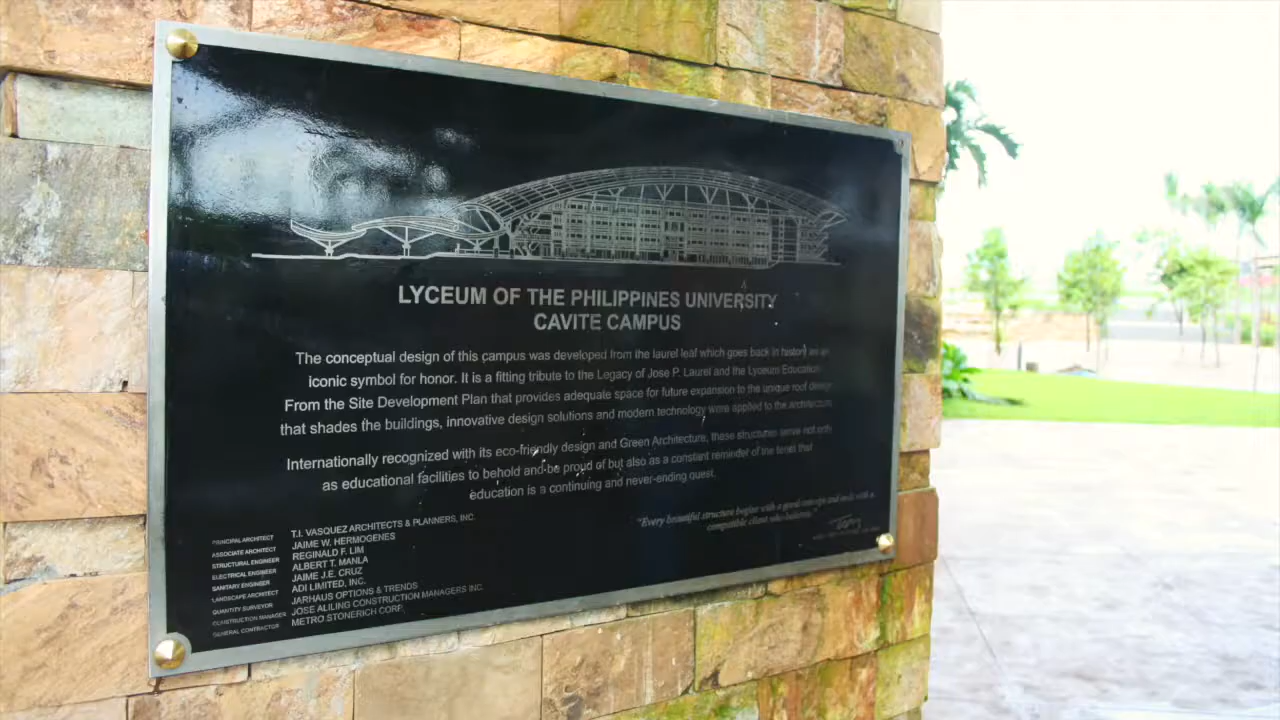 LYCEUM OF THE PHILIPPINES UNIVERSITY
CAVITE CAMPUS
The conceptual design of this campus was developed from the laurel leaf which goes back in history as an
iconic symbol for honor. It is a fitting tribute to the Legacy of Jose P. Laurel and the Lyceum Education.
From the Site Development Plan that provides adequate space for future expansion to the unique roof design
that shades the buildings, innovative design solutions and modern technology were applied to the architecture.
Internationally recognized with its eco-friendly design and Green Architecture, these structures serve not only
as educational facilities to behold and be proud of but also as a constant reminder of the tenet that
education is a continuing and never-ending quest.
"Every beautiful structure begins with a good concept and ends with a
compatible client who believes."
PRINCIPAL ARCHITECT T.I. VASQUEZ ARCHITECTS & PLANNERS, INC.
ASSOCIATE ARCHITECT JAIME W. HERMOGENES
STRUCTURAL ENGINEER REGINALD F. LIM
ELECTRICAL ENGINEER ALBERT T. MANLA
SANITARY ENGINEER JAIME J.E. CRUZ
LANDSCAPE ARCHITECT ADI LIMITED, INC.
QUANTITY SURVEYOR JARHAUS OPTIONS & TRENDS
CONSTRUCTION MANAGER JOSE ALILING CONSTRUCTION MANAGERS INC.
GENERAL CONTRACTOR METRO STONERICH CORP.